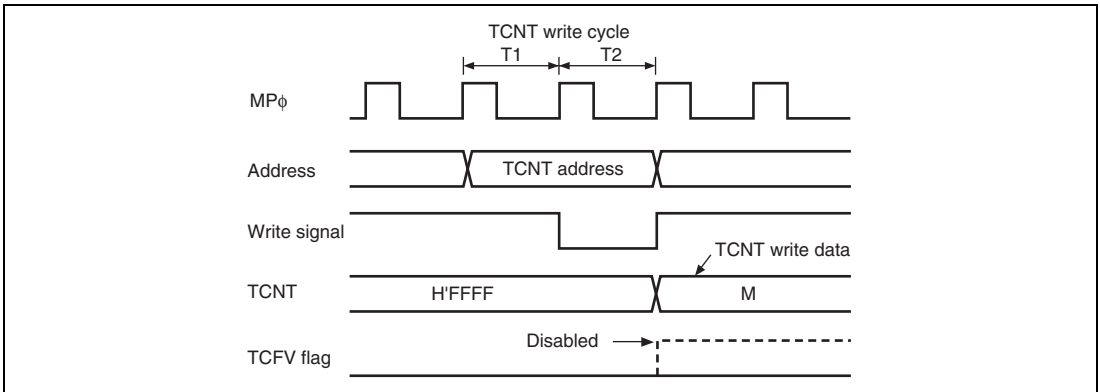 TCNT write cycle
T1 T2
MPϕ
Address TCNT address
Write signal
TCNT write data
TCNT H'FFFF M
Disabled
TCFV flag